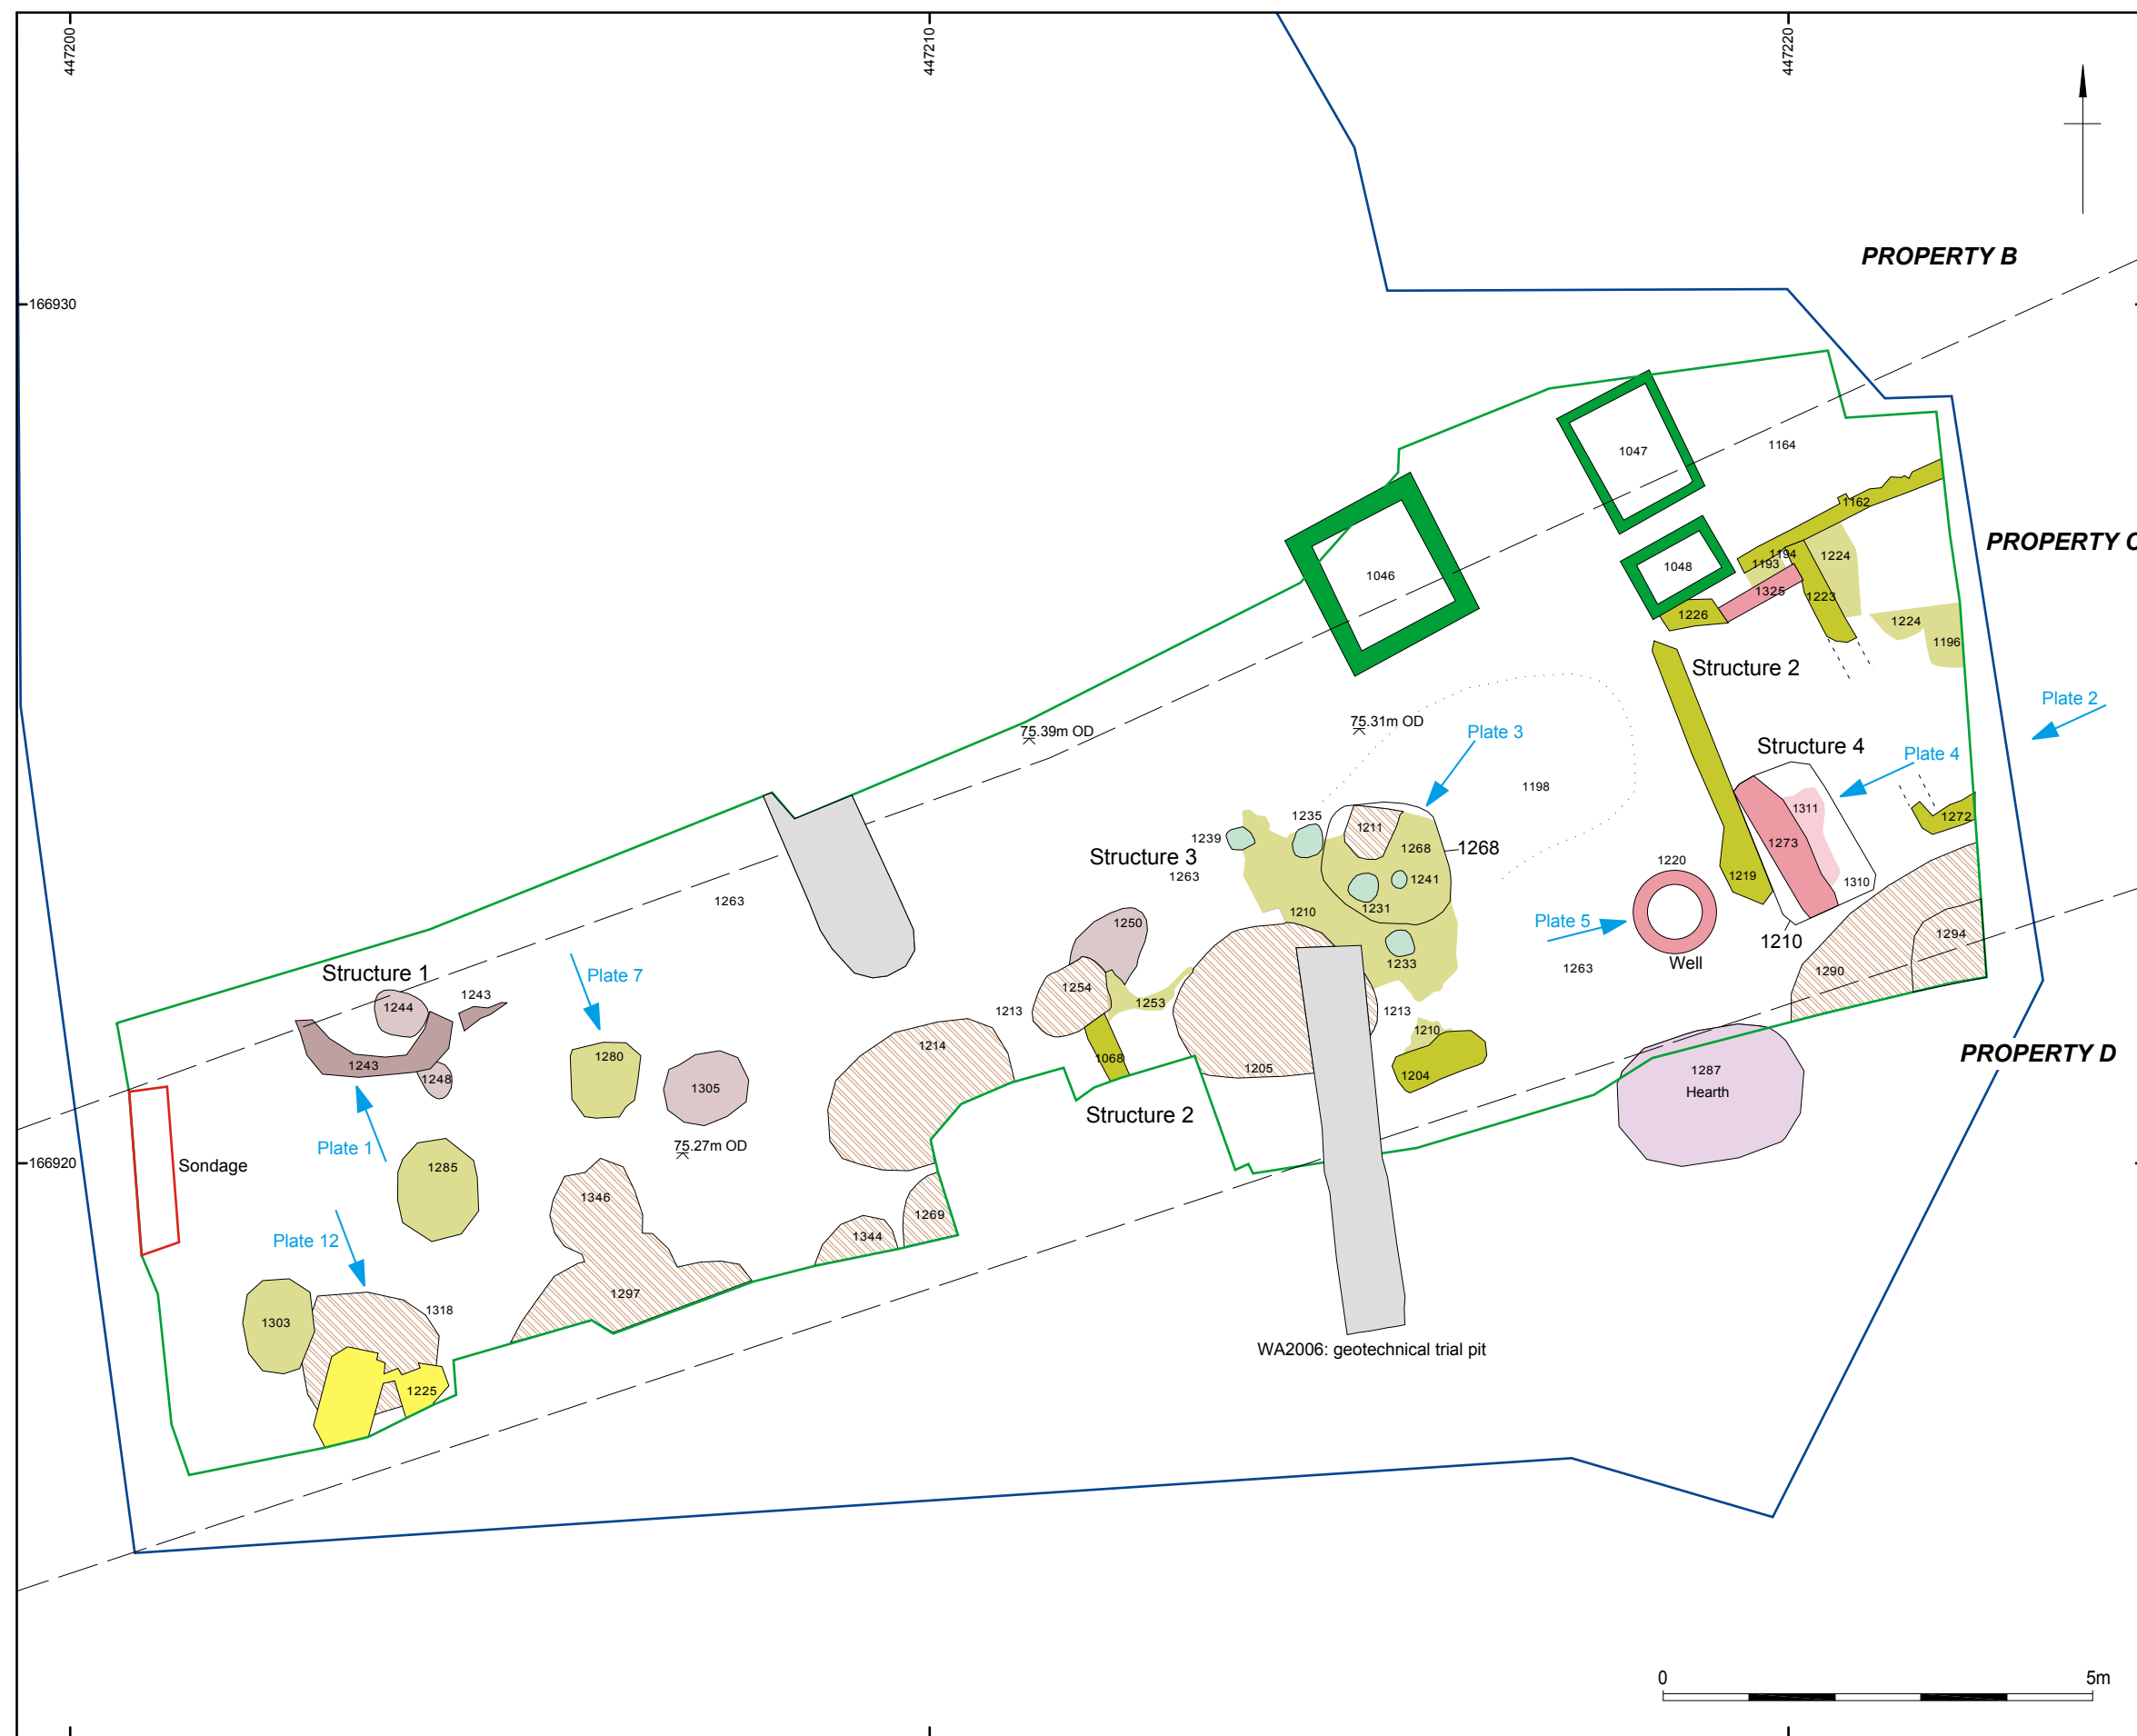 447200
447210
447220
PROPERTY B
166930
1047
1164
1162
PROPERTY C
1046
1048
1194
1193
1224
1325
1223
1226
1224
1196
Structure 2
Plate 2
75.39m OD
75.31m OD
Plate 3
Structure 4
Plate 4
1198
1311
1235
1211
1272
1239
1268
1268
1273
Structure 3
1263
1220
1241
1219
1310
1263
1231
1210
1250
Plate 5
1294
1210
1233
Well
1263
1290
Structure 1
Plate 7
1254
1243
1244
1253
1213
1213
1210
1214
1280
1068
PROPERTY D
1243
1248
1305
1205
1204
1287
Hearth
Structure 2
Plate 1
75.27m OD
166920
Sondage
1285
1346
1269
1344
Plate 12
1297
1318
1303
WA2006: geotechnical trial pit
1225
0
5m